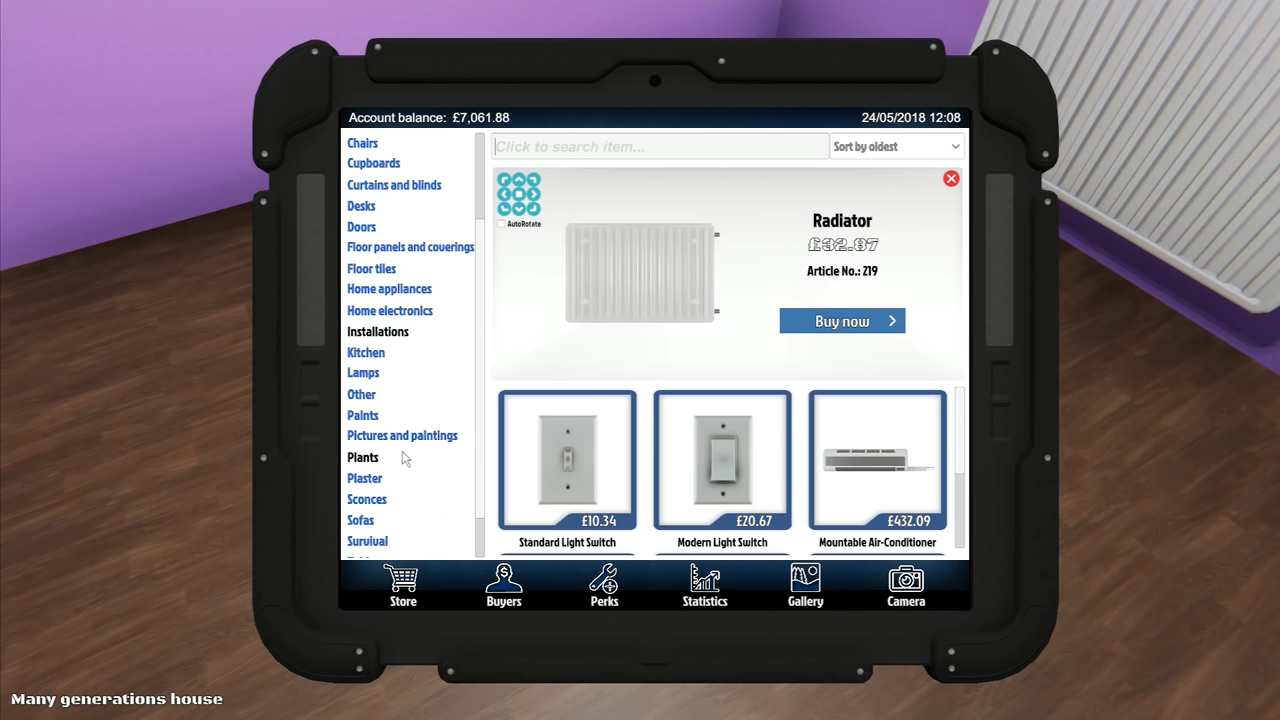 Account balance: £7,061.88
24/05/2018 12:08
Chairs
Cupboards
Curtains and blinds
Desks
Doors
Floor panels and coverings
Floor tiles
Home appliances
Home electronics
Installations
Kitchen
Lamps
Other
Paints
Pictures and paintings
Plants
Plaster
Sconces
Sofas
Survival
Click to search item...
Sort by oldest
AutoRotate
Radiator
£32.87
Article No.: Z19
Buy now
£10.34
Standard Light Switch
£20.67
Modern Light Switch
£432.09
Mountable Air-Conditioner
Store
Buyers
Perks
Statistics
Gallery
Camera
Many generations house